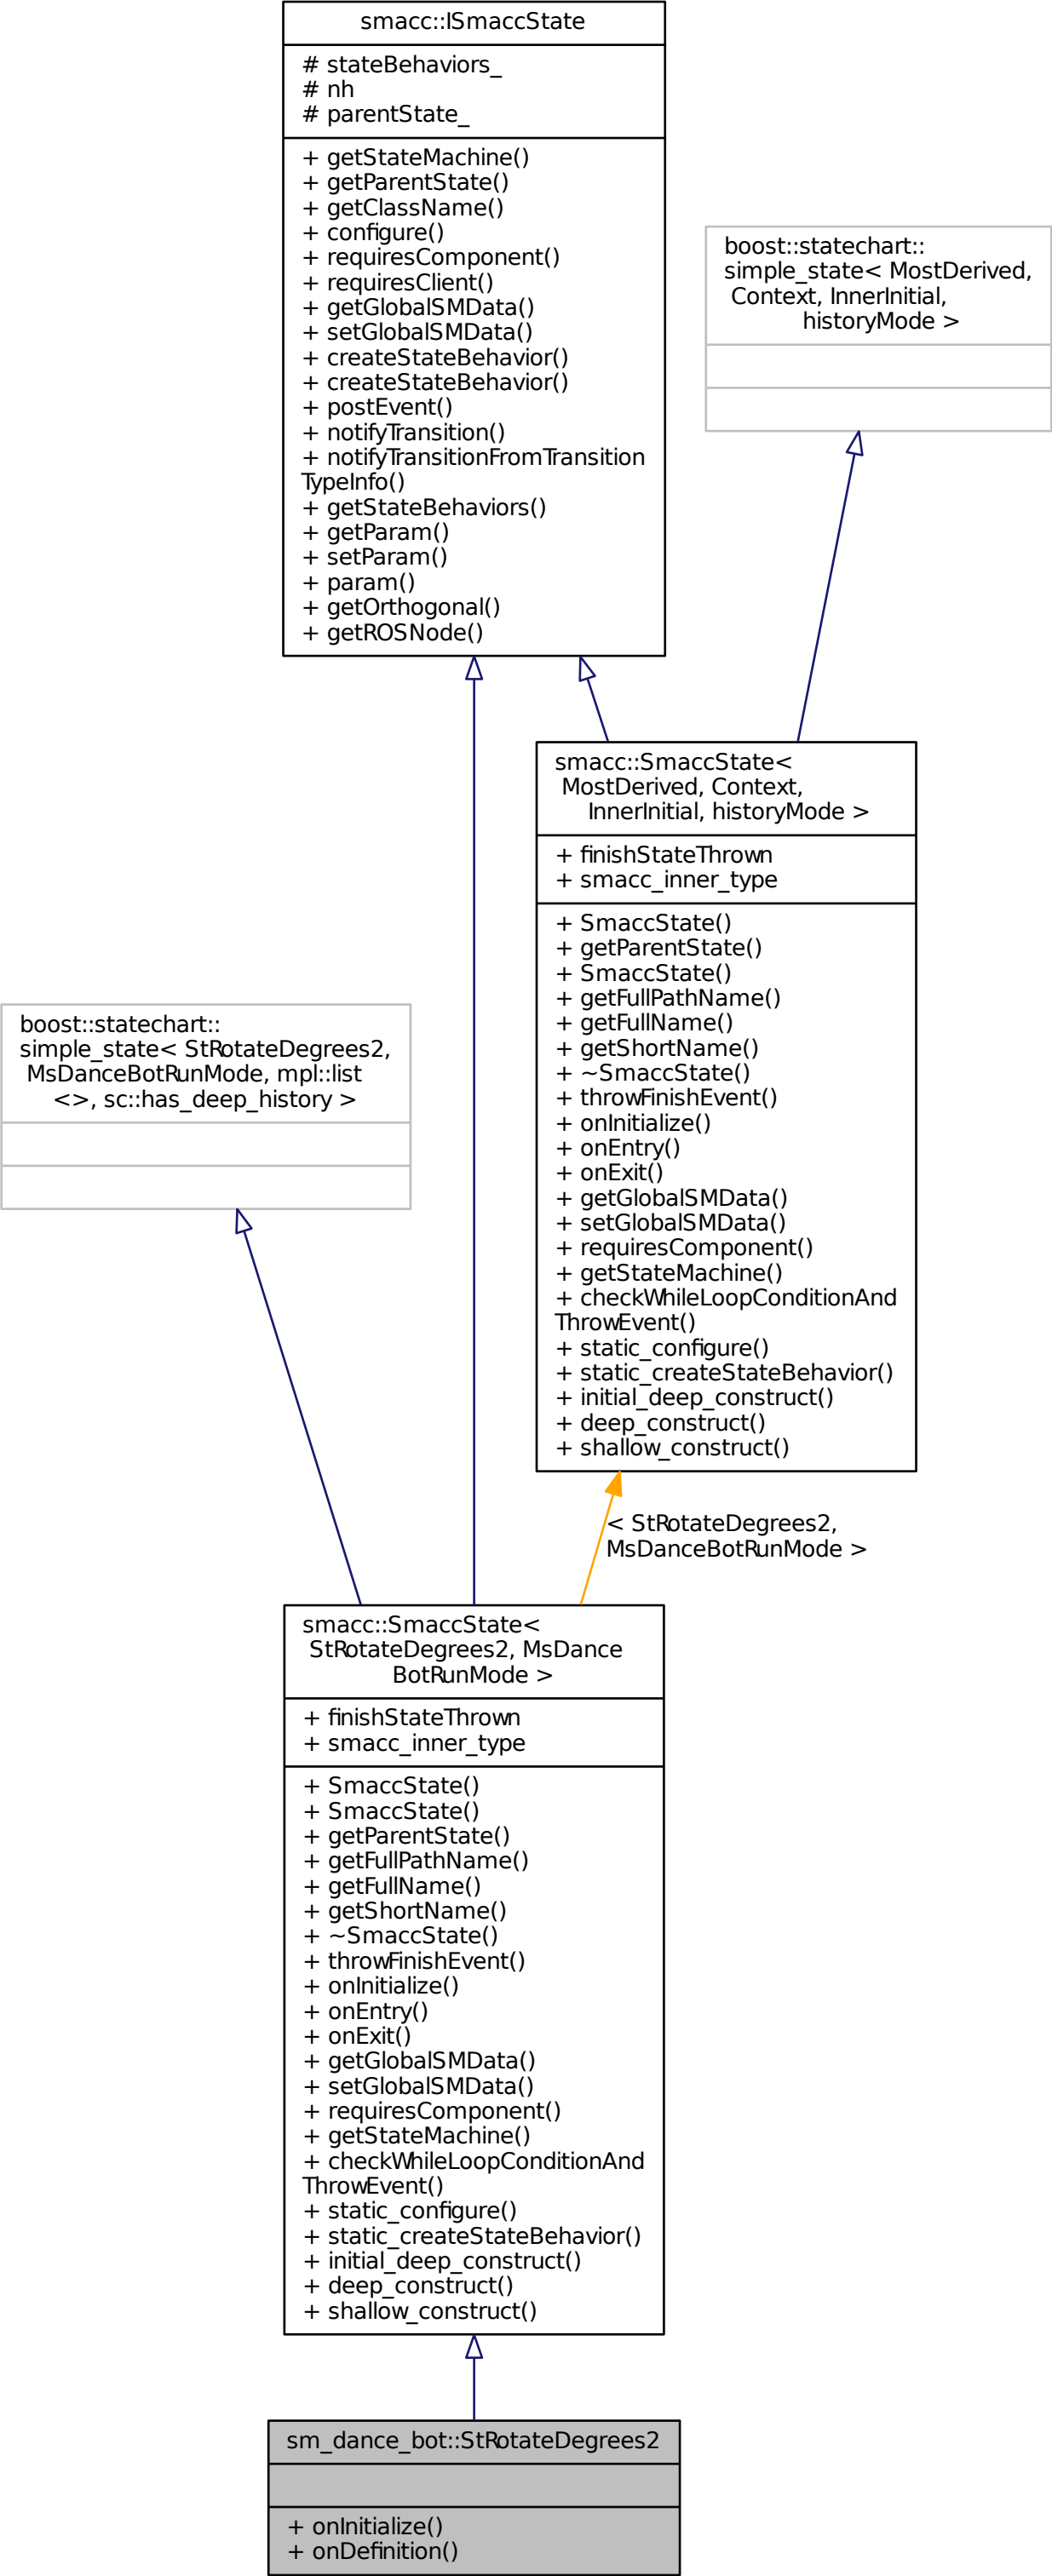 smacc::ISmaccState
# stateBehaviors_
# nh
# parentState_
+ getStateMachine()
+ getParentState()
+ getClassName()
+ configure()
+ requiresComponent()
+ requiresClient()
+ getGlobalSMData()
+ setGlobalSMData()
+ createStateBehavior()
+ createStateBehavior()
+ postEvent()
+ notifyTransition()
+ notifyTransitionFromTransition
TypeInfo()
+ getStateBehaviors()
+ getParam()
+ setParam()
+ param()
+ getOrthogonal()
+ getROSNode()
boost::statechart::
simple_state< MostDerived,
Context, InnerInitial,
historyMode >
smacc::SmaccState<
MostDerived, Context,
InnerInitial, historyMode >
+ finishStateThrown
+ smacc_inner_type
+ SmaccState()
+ getParentState()
+ SmaccState()
+ getFullPathName()
+ getFullName()
+ getShortName()
+ ~SmaccState()
+ throwFinishEvent()
+ onInitialize()
+ onEntry()
+ onExit()
+ getGlobalSMData()
+ setGlobalSMData()
+ requiresComponent()
+ getStateMachine()
+ checkWhileLoopConditionAnd
ThrowEvent()
+ static_configure()
+ static_createStateBehavior()
+ initial_deep_construct()
+ deep_construct()
+ shallow_construct()
boost::statechart::
simple_state< StRotateDegrees2,
MsDanceBotRunMode, mpl::list
<>, sc::has_deep_history >
< StRotateDegrees2,
MsDanceBotRunMode >
smacc::SmaccState<
StRotateDegrees2, MsDance
BotRunMode >
+ finishStateThrown
+ smacc_inner_type
+ SmaccState()
+ SmaccState()
+ getParentState()
+ getFullPathName()
+ getFullName()
+ getShortName()
+ ~SmaccState()
+ throwFinishEvent()
+ onInitialize()
+ onEntry()
+ onExit()
+ getGlobalSMData()
+ setGlobalSMData()
+ requiresComponent()
+ getStateMachine()
+ checkWhileLoopConditionAnd
ThrowEvent()
+ static_configure()
+ static_createStateBehavior()
+ initial_deep_construct()
+ deep_construct()
+ shallow_construct()
sm_dance_bot::StRotateDegrees2
+ onInitialize()
+ onDefinition()